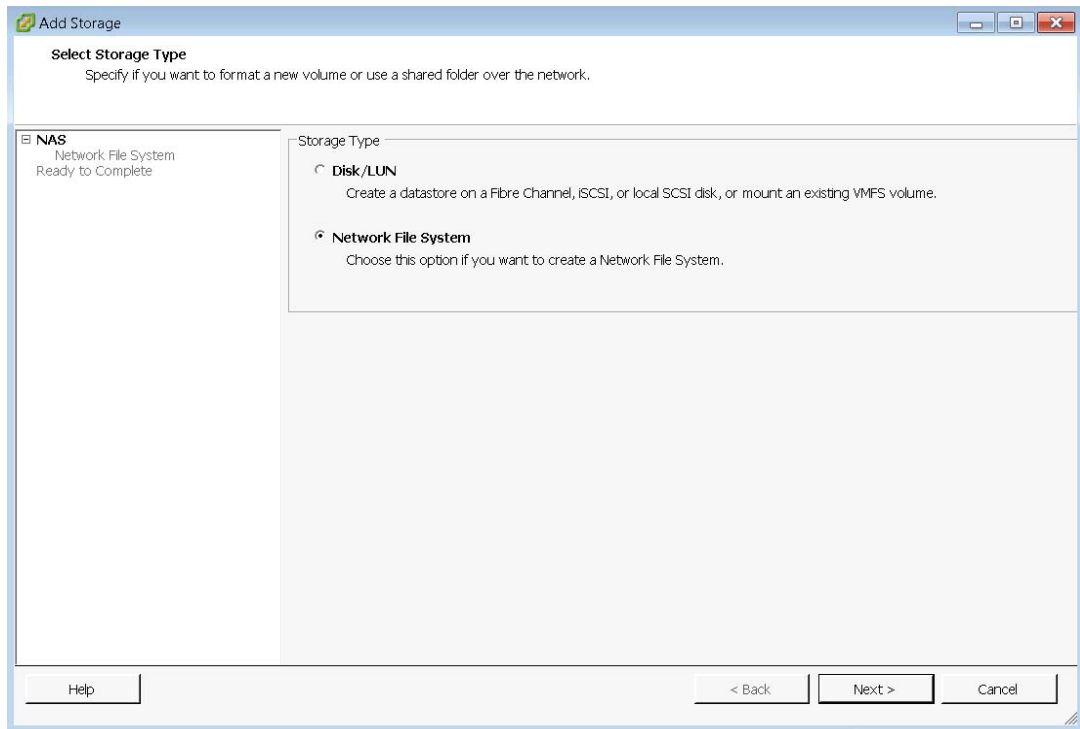 Add Storage
Select Storage Type
Specify if you want to format a new volume or use a shared folder over the network.
NAS
Network File System
Ready to Complete
Storage Type
Disk/LUN
Create a datastore on a Fibre Channel, iSCSI, or local SCSI disk, or mount an existing VMFS volume.
Network File System
Choose this option if you want to create a Network File System.
Help
< Back
Next >
Cancel